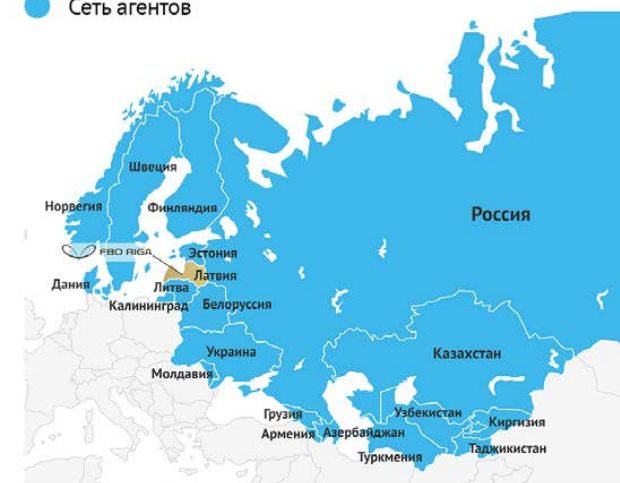 Сеть агентов
Швеция
Норвегия
Финляндия
Россия
FBO RIGA
Эстония
Дания
Латвия
Литва
Калининград
Белоруссия
Украина
Казахстан
Молдавия
Грузия
Узбекистан
Киргизия
Армения
Азербайджан
Таджикистан
Туркмения